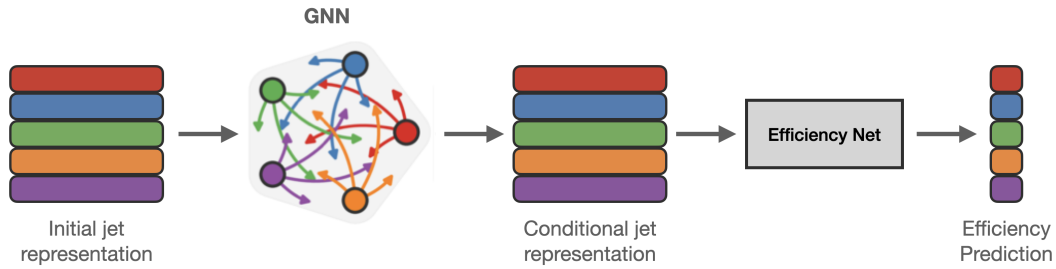 GNN
Efficiency Net
Initial jet
representation
Conditional jet
representation
Efficiency
Prediction